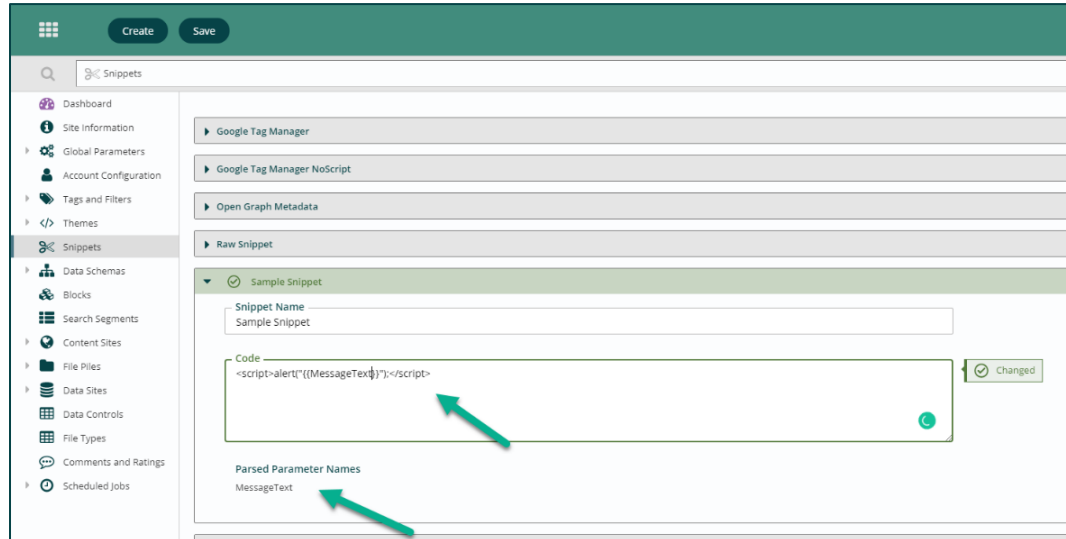 Create
Save
Snippets
Dashboard
Site Information
Global Parameters
Account Configuration
Tags and Filters
Themes
Snippets
Data Schemas
Blocks
Search Segments
Content Sites
File Piles
Data Sites
Data Controls
File Types
Comments and Ratings
Scheduled Jobs
Google Tag Manager
Google Tag Manager NoScript
Open Graph Metadata
Raw Snippet
Sample Snippet
Snippet Name
Sample Snippet
Code
<script>alert("{{MessageText}}");</script>
Changed
Parsed Parameter Names
MessageText